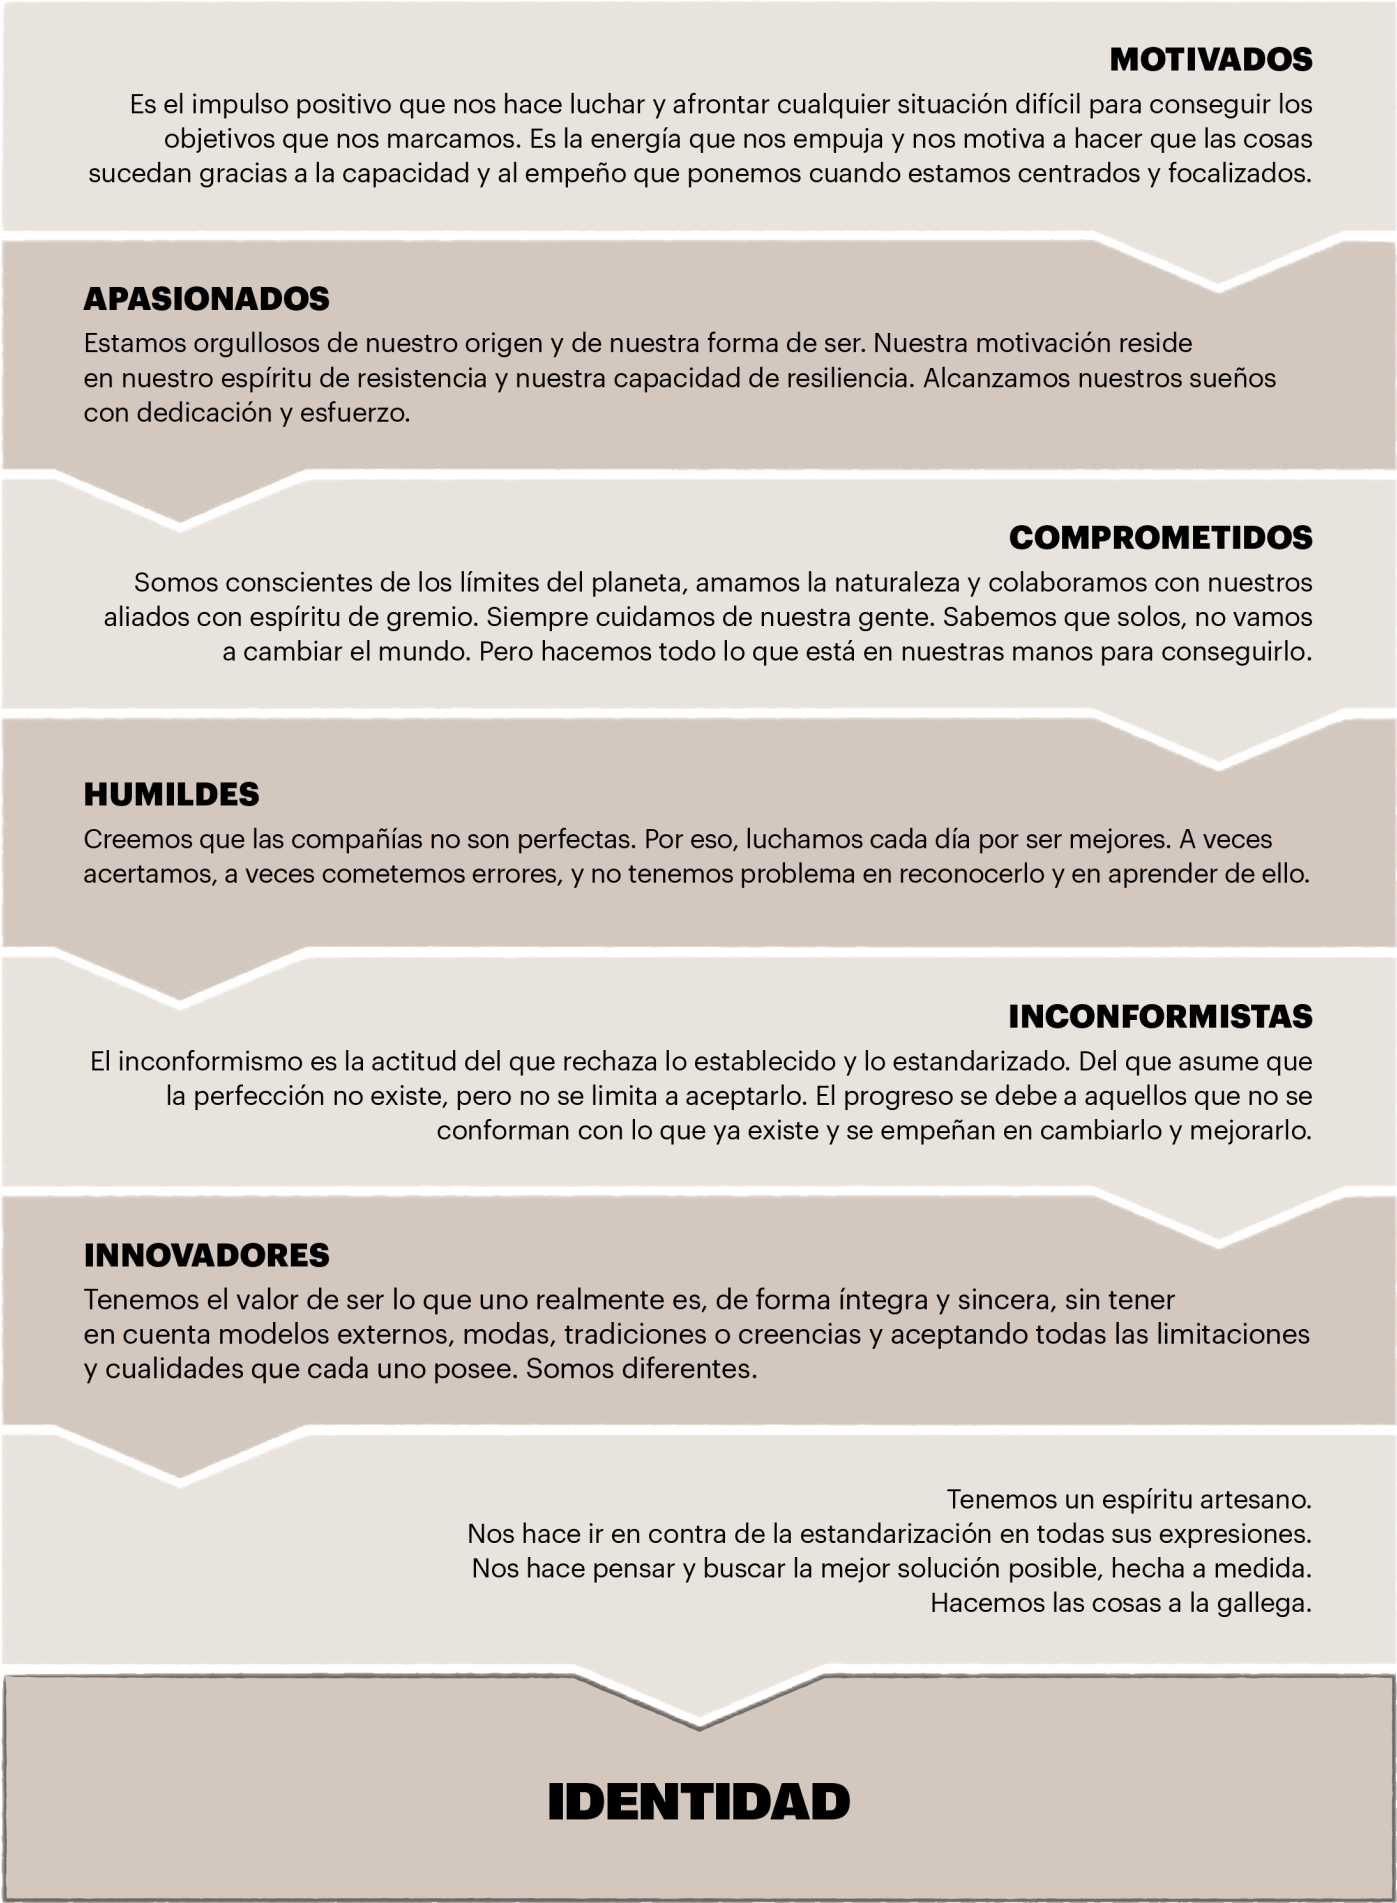 MOTIVADOS
Es el impulso positivo que nos hace luchar y afrontar cualquier situación difícil para conseguir los
objetivos que nos marcamos. Es la energía que nos empuja y nos motiva a hacer que las cosas
sucedan gracias a la capacidad y al empeño que ponemos cuando estamos centrados y focalizados.
APASIONADOS
Estamos orgullosos de nuestro origen y de nuestra forma de ser. Nuestra motivación reside
en nuestro espíritu de resistencia y nuestra capacidad de resiliencia. Alcanzamos nuestros sueños
con dedicación y esfuerzo.
COMPROMETIDOS
Somos conscientes de los límites del planeta, amamos la naturaleza y colaboramos con nuestros
aliados con espíritu de gremio. Siempre cuidamos de nuestra gente. Sabemos que solos, no vamos
a cambiar el mundo. Pero hacemos todo lo que está en nuestras manos para conseguirlo.
HUMILDES
Creemos que las compañías no son perfectas. Por eso, luchamos cada día por ser mejores. A veces
acertamos, a veces cometemos errores, y no tenemos problema en reconocerlo y en aprender de ello.
INCONFORMISTAS
El inconformismo es la actitud del que rechaza lo establecido y lo estandarizado. Del que asume que
la perfección no existe, pero no se limita a aceptarlo. El progreso se debe a aquellos que no se
conforman con lo que ya existe y se empeñan en cambiarlo y mejorarlo.
INNOVADORES
Tenemos el valor de ser lo que uno realmente es, de forma íntegra y sincera, sin tener
en cuenta modelos externos, modas, tradiciones o creencias y aceptando todas las limitaciones
y cualidades que cada uno posee. Somos diferentes.
Tenemos un espíritu artesano.
Nos hace ir en contra de la estandarización en todas sus expresiones.
Nos hace pensar y buscar la mejor solución posible, hecha a medida.
Hacemos las cosas a la gallega.
IDENTIDAD